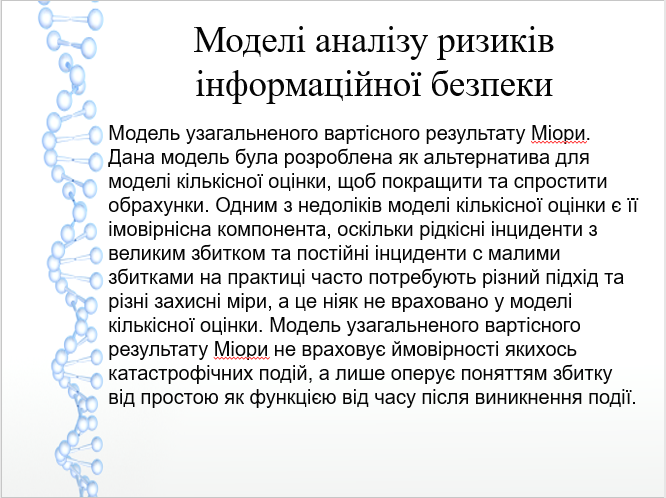 Моделі аналізу ризиків
інформаційної безпеки
Модель узагальненого вартісного результату Міори.
Дана модель була розроблена як альтернатива для
моделі кількісної оцінки, щоб покращити та спростити
обрахунки. Одним з недоліків моделі кількісної оцінки є її
імовірнісна компонента, оскільки рідкісні інциденти з
великим збитком та постійні інциденти с малими
збитками на практиці часто потребують різний підхід та
різні захисні міри, а це ніяк не враховано у моделі
кількісної оцінки. Модель узагальненого вартісного
результату Міори не враховує ймовірності якихось
катастрофічних подій, а лише оперує поняттям збитку
від простою як функцією від часу після виникнення події.